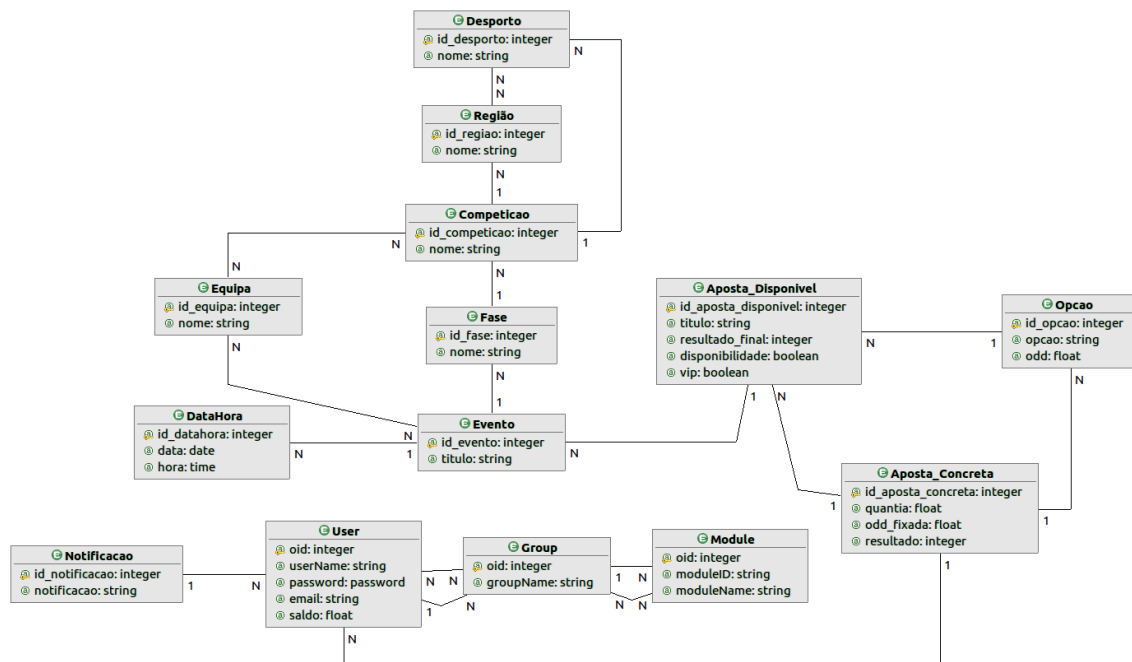 Desporto
id_desporto: integer
nome: string
N
N
N
Região
id_regiao: integer
nome: string
N
1
Competicao
id_competicao: integer
nome: string
N
1
N
N
1
Equipa
id_equipa: integer
nome: string
N
Fase
id_fase: integer
nome: string
N
1
Aposta_Disponivel
id_aposta_disponivel: integer
titulo: string
resultado_final: integer
disponibilidade: boolean
vip: boolean
N
1
1
N
Opcao
id_opcao: integer
opcao: string
odd: float
N
DataHora
id_datahora: integer
data: date
hora: time
N
N
1
Evento
id_evento: integer
titulo: string
N
Aposta_Concreta
id_aposta_concreta: integer
quantia: float
odd_fixada: float
resultado: integer
1
1
1
Notificacao
id_notificacao: integer
notificacao: string
1
N
User
oid: integer
userName: string
password: password
email: string
saldo: float
N
N
N
1
N
Group
oid: integer
groupName: string
1
N
N
N
Module
oid: integer
moduleID: string
moduleName: string